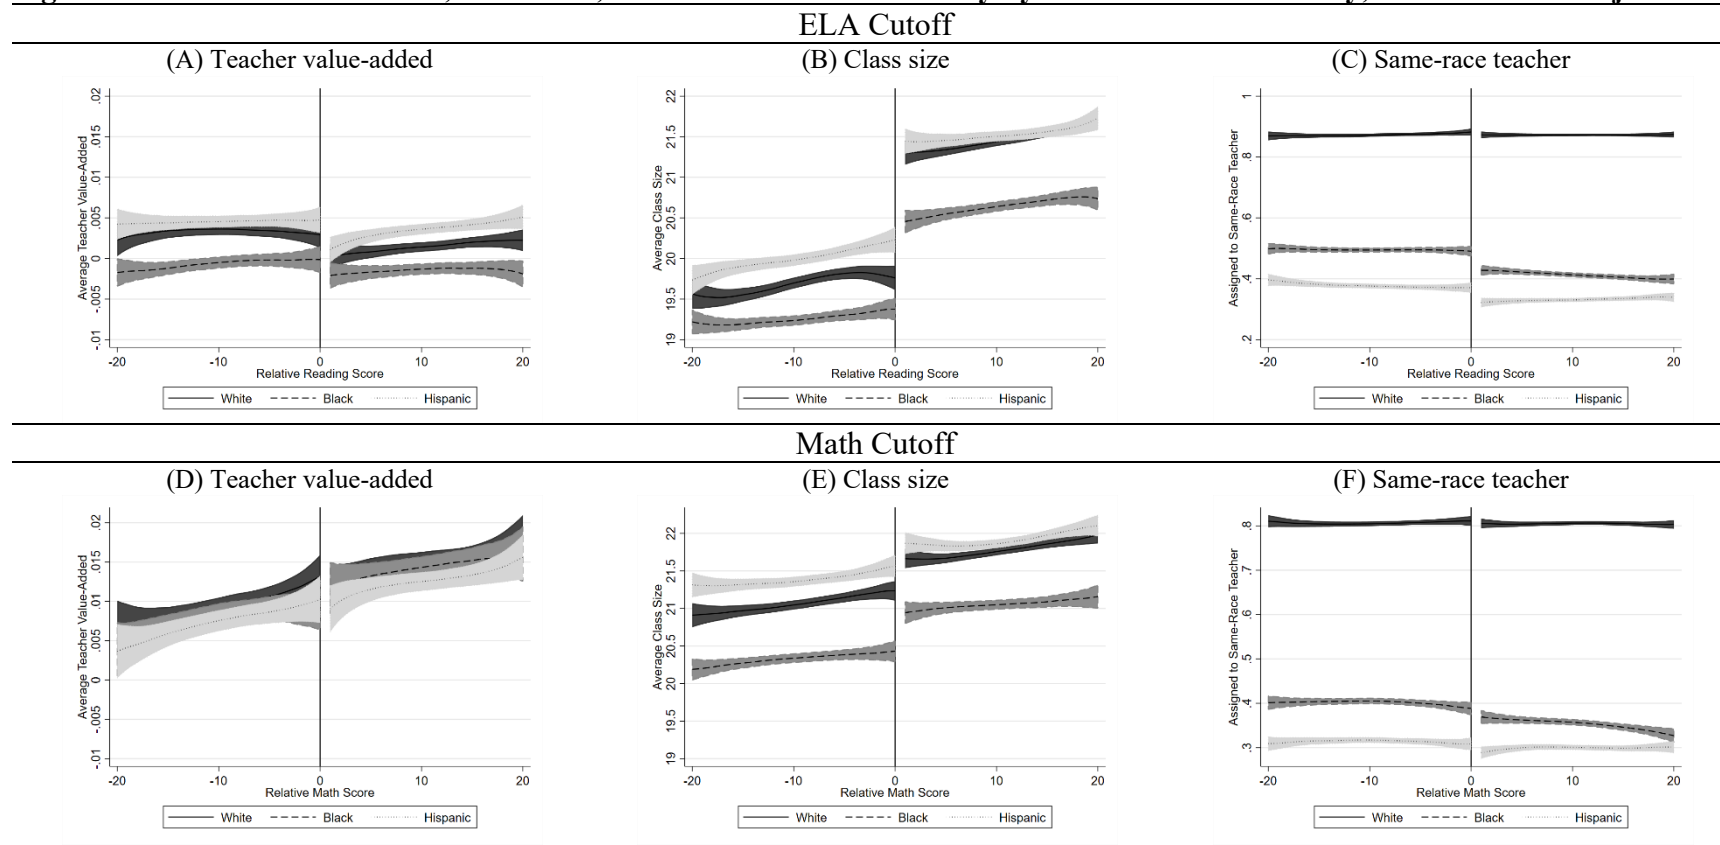 ELA Cutoff
(A) Teacher value-added
(B) Class size
(C) Same-race teacher
Average Teacher Value-Added
.02
.015
.01
.005
0
-.005
-.01
-20 -10 0 10 20
Relative Reading Score
White Black Hispanic
Average Class Size
22
21.5
21
20.5
20
19.5
19
-20 -10 0 10 20
Relative Reading Score
White Black Hispanic
Assigned to Same-Race Teacher
1
.8
.6
.4
.2
-20 -10 0 10 20
Relative Reading Score
White Black Hispanic
Math Cutoff
(D) Teacher value-added
(E) Class size
(F) Same-race teacher
Average Teacher Value-Added
.02
.015
.01
.005
0
-.005
-.01
-20 -10 0 10 20
Relative Math Score
White Black Hispanic
Average Class Size
22
21.5
21
20.5
20
19.5
19
-20 -10 0 10 20
Relative Math Score
White Black Hispanic
Assigned to Same-Race Teacher
.8
.7
.6
.5
.4
.3
-20 -10 0 10 20
Relative Math Score
White Black Hispanic